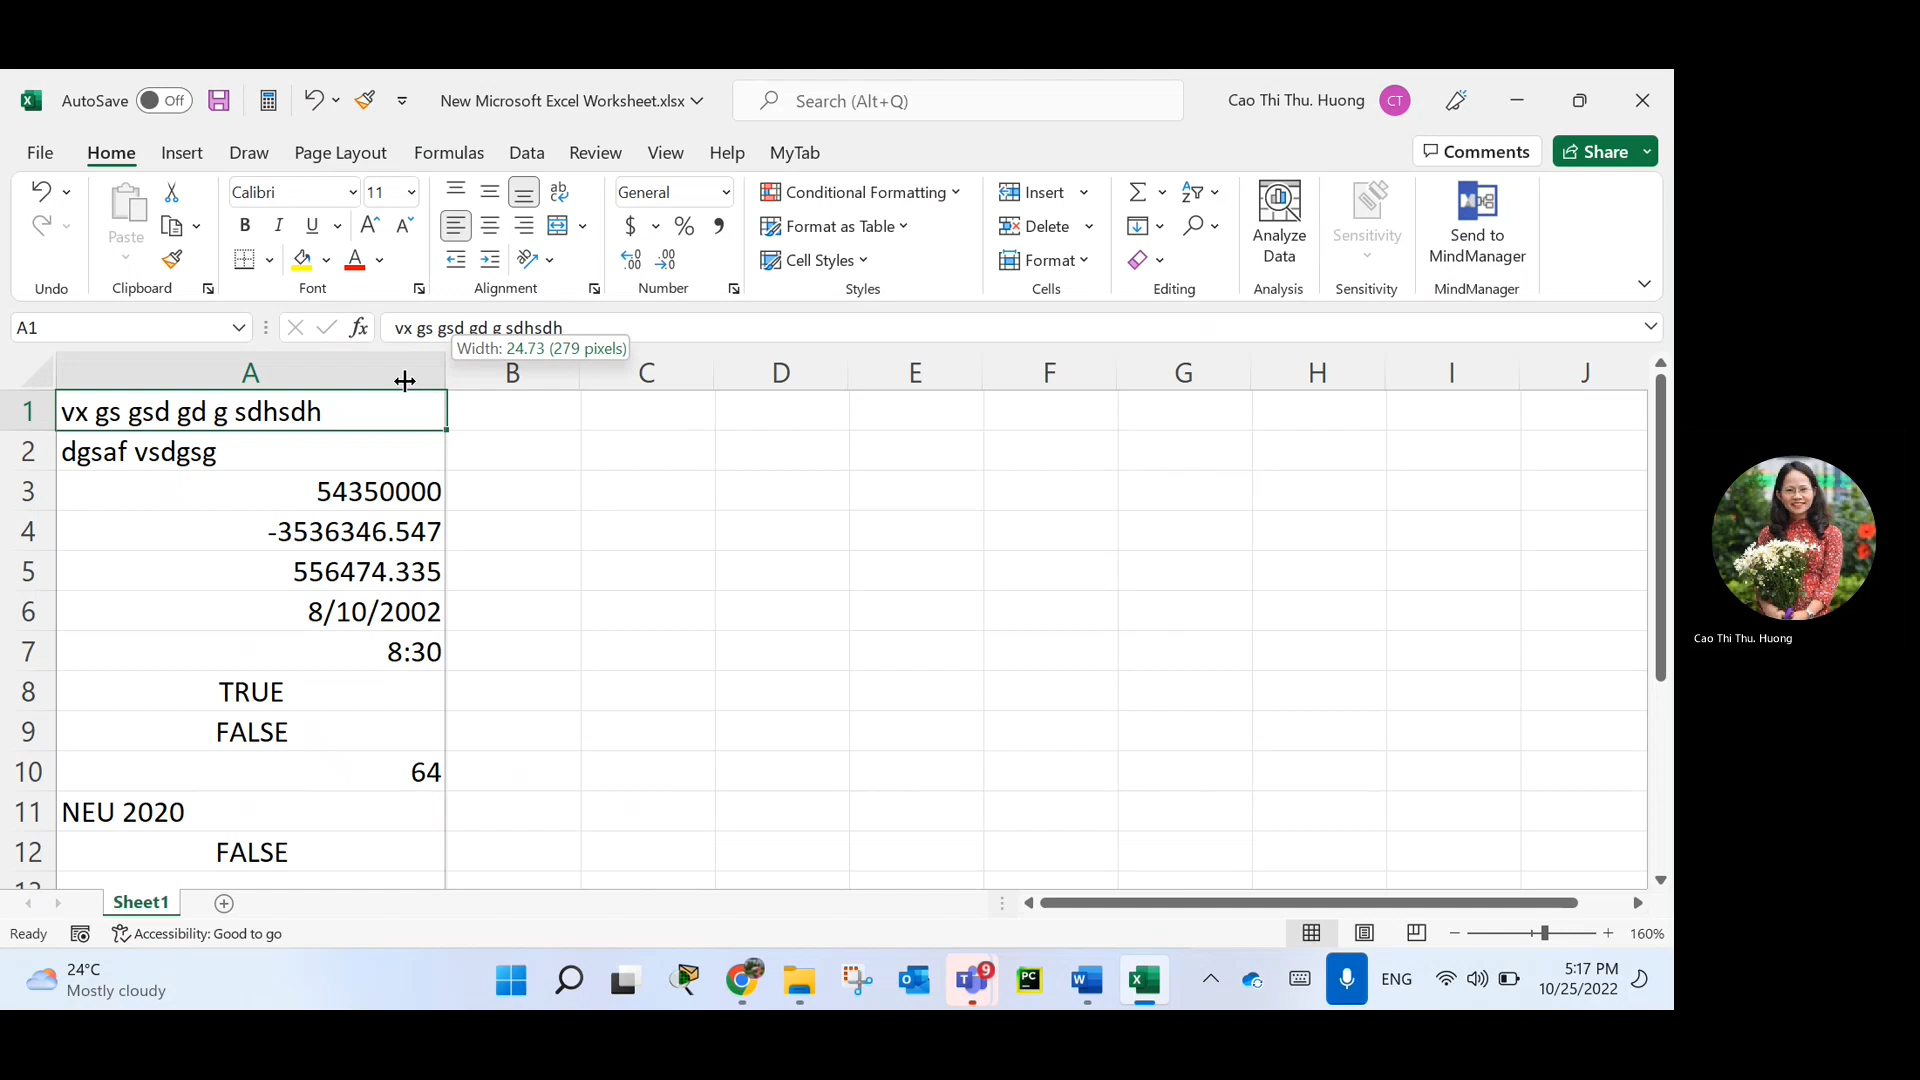 AutoSave Off New Microsoft Excel Worksheet.xlsx Search (Alt+Q) Cao Thi Thu. Huong CT
File Home Insert Draw Page Layout Formulas Data Review View Help MyTab Comments Share
Paste
Calibri 11
B I U A^ Aˇ
A
ab
General
$ % ,
.00
Conditional Formatting
Format as Table
Cell Styles
Insert
Delete
Format
Analyze
Data
Sensitivity
Send to
MindManager
Undo Clipboard Font Alignment Number Styles Cells Editing Analysis Sensitivity MindManager
A1 fx vx gs gsd gd g sdhsdh
Width: 24.73 (279 pixels)
A B C D E F G H I J
1 vx gs gsd gd g sdhsdh
2 dgsaf vsdgsg
3 54350000
4 -3536346.547
5 556474.335
6 8/10/2002
7 8:30
8 TRUE
9 FALSE
10 64
11 NEU 2020
12 FALSE
Sheet1
Ready Accessibility: Good to go 160%
24°C
Mostly cloudy
9
PC
ENG
5:17 PM
10/25/2022
Cao Thi Thu. Huong